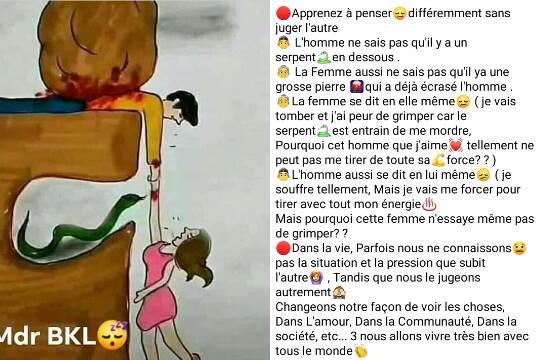 🔴Apprenez à penser😑différemment sans
juger l'autre
👨 L'homme ne sais pas qu'il y a un
serpent🐍en dessous .
👩 La Femme aussi ne sais pas qu'il ya une
grosse pierre 🌇qui a déjà écrasé l'homme .
👩La femme se dit en elle même😞 ( je vais
tomber et j'ai peur de grimper car le
serpent🐍est entrain de me mordre,
Pourquoi cet homme que j'aime💓 tellement ne
peut pas me tirer de toute sa💪force? ? )
👨L'homme aussi se dit en lui même😞 ( je
souffre tellement, Mais je vais me forcer pour
tirer avec tout mon énergie♨️
Mais pourquoi cette femme n'essaye même pas
de grimper? ?
🔴Dans la vie, Parfois nous ne connaissons😫
pas la situation et la pression que subit
l'autre🙆 , Tandis que nous le jugeons
autrement🙇
Changeons notre façon de voir les choses,
Dans L'amour, Dans la Communauté, Dans la
société, etc... 3 nous allons vivre très bien avec
tous le monde👏
Mdr BKL😴